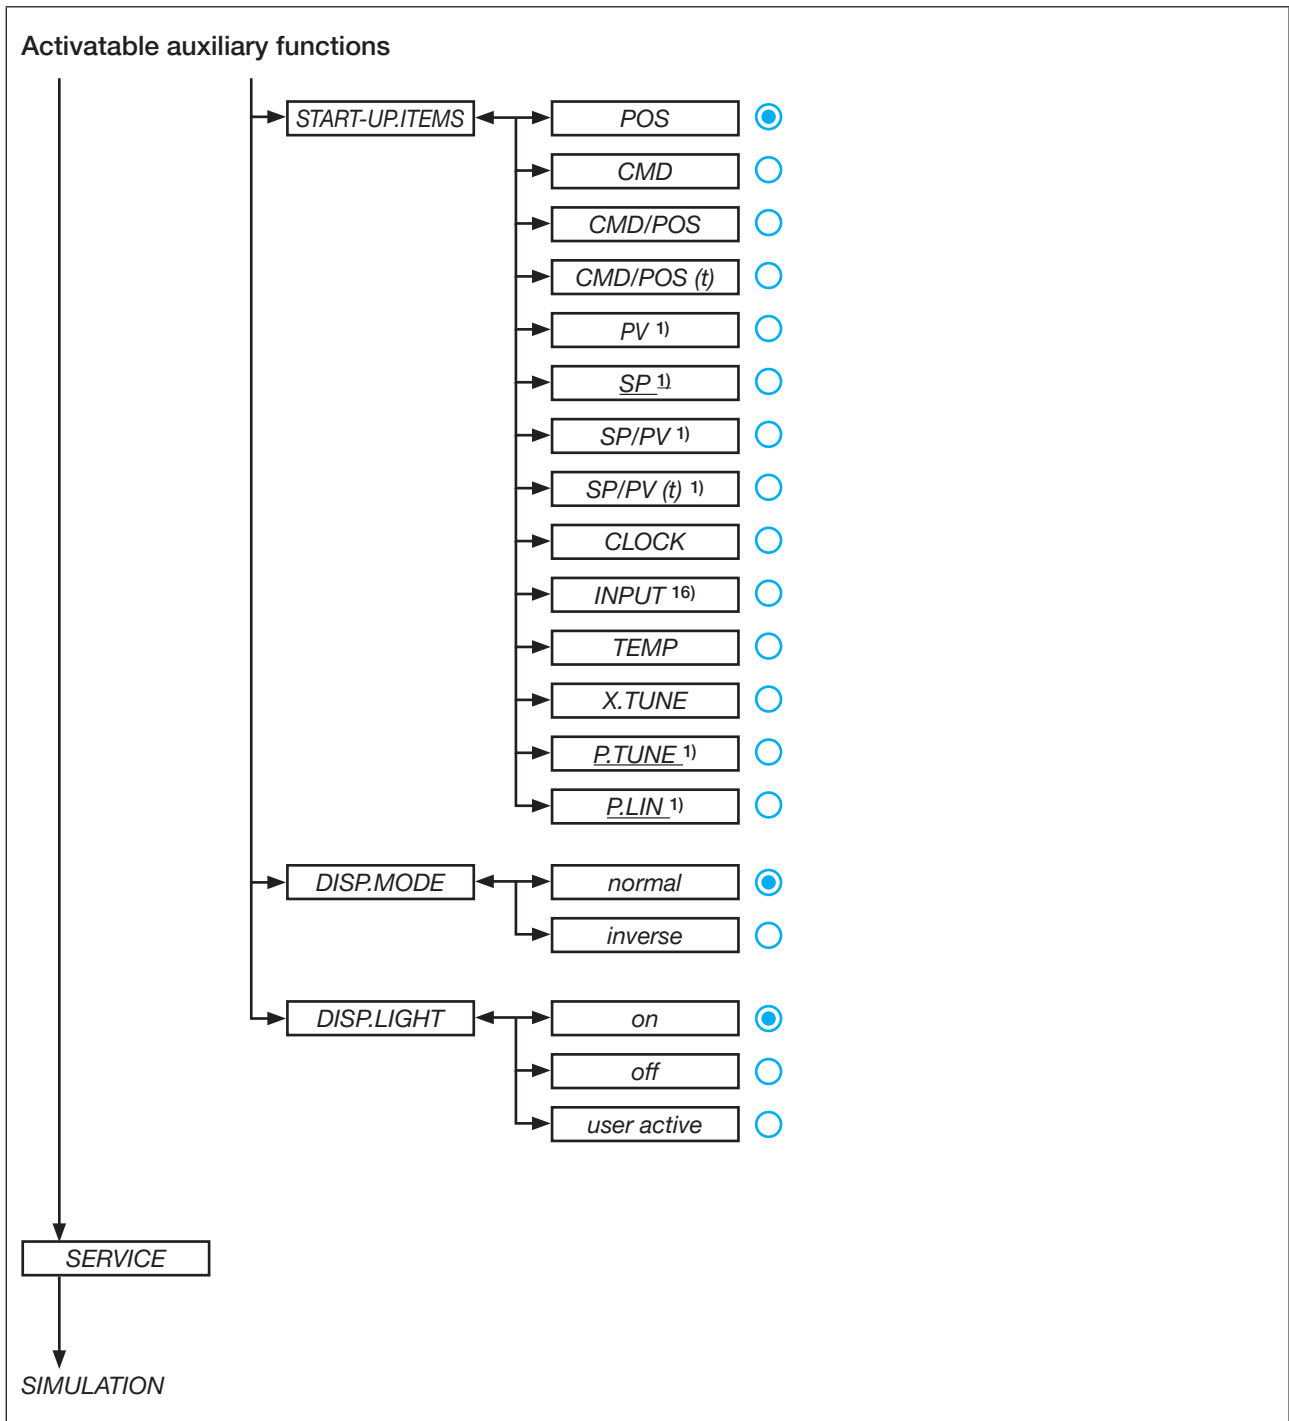 Activatable auxiliary functions
START-UP.ITEMS
POS
CMD
CMD/POS
CMD/POS (t)
PV 1)
SP 1)
SP/PV 1)
SP/PV (t) 1)
CLOCK
INPUT 16)
TEMP
X.TUNE
P.TUNE 1)
P.LIN 1)
DISP.MODE
normal
inverse
DISP.LIGHT
on
off
user active
SERVICE
SIMULATION